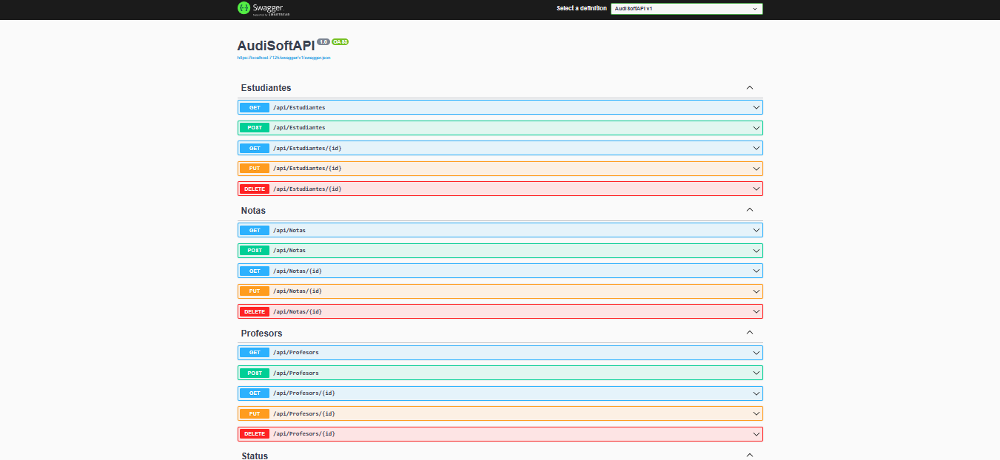 Swagger
Supported by SMARTBEAR
Select a definition
AudiSoftAPI v1
AudiSoftAPI 1.0 OAS3
https://localhost:7125/swagger/v1/swagger.json
Estudiantes
GET /api/Estudiantes
POST /api/Estudiantes
GET /api/Estudiantes/{id}
PUT /api/Estudiantes/{id}
DELETE /api/Estudiantes/{id}
Notas
GET /api/Notas
POST /api/Notas
GET /api/Notas/{id}
PUT /api/Notas/{id}
DELETE /api/Notas/{id}
Profesors
GET /api/Profesors
POST /api/Profesors
GET /api/Profesors/{id}
PUT /api/Profesors/{id}
DELETE /api/Profesors/{id}
Status